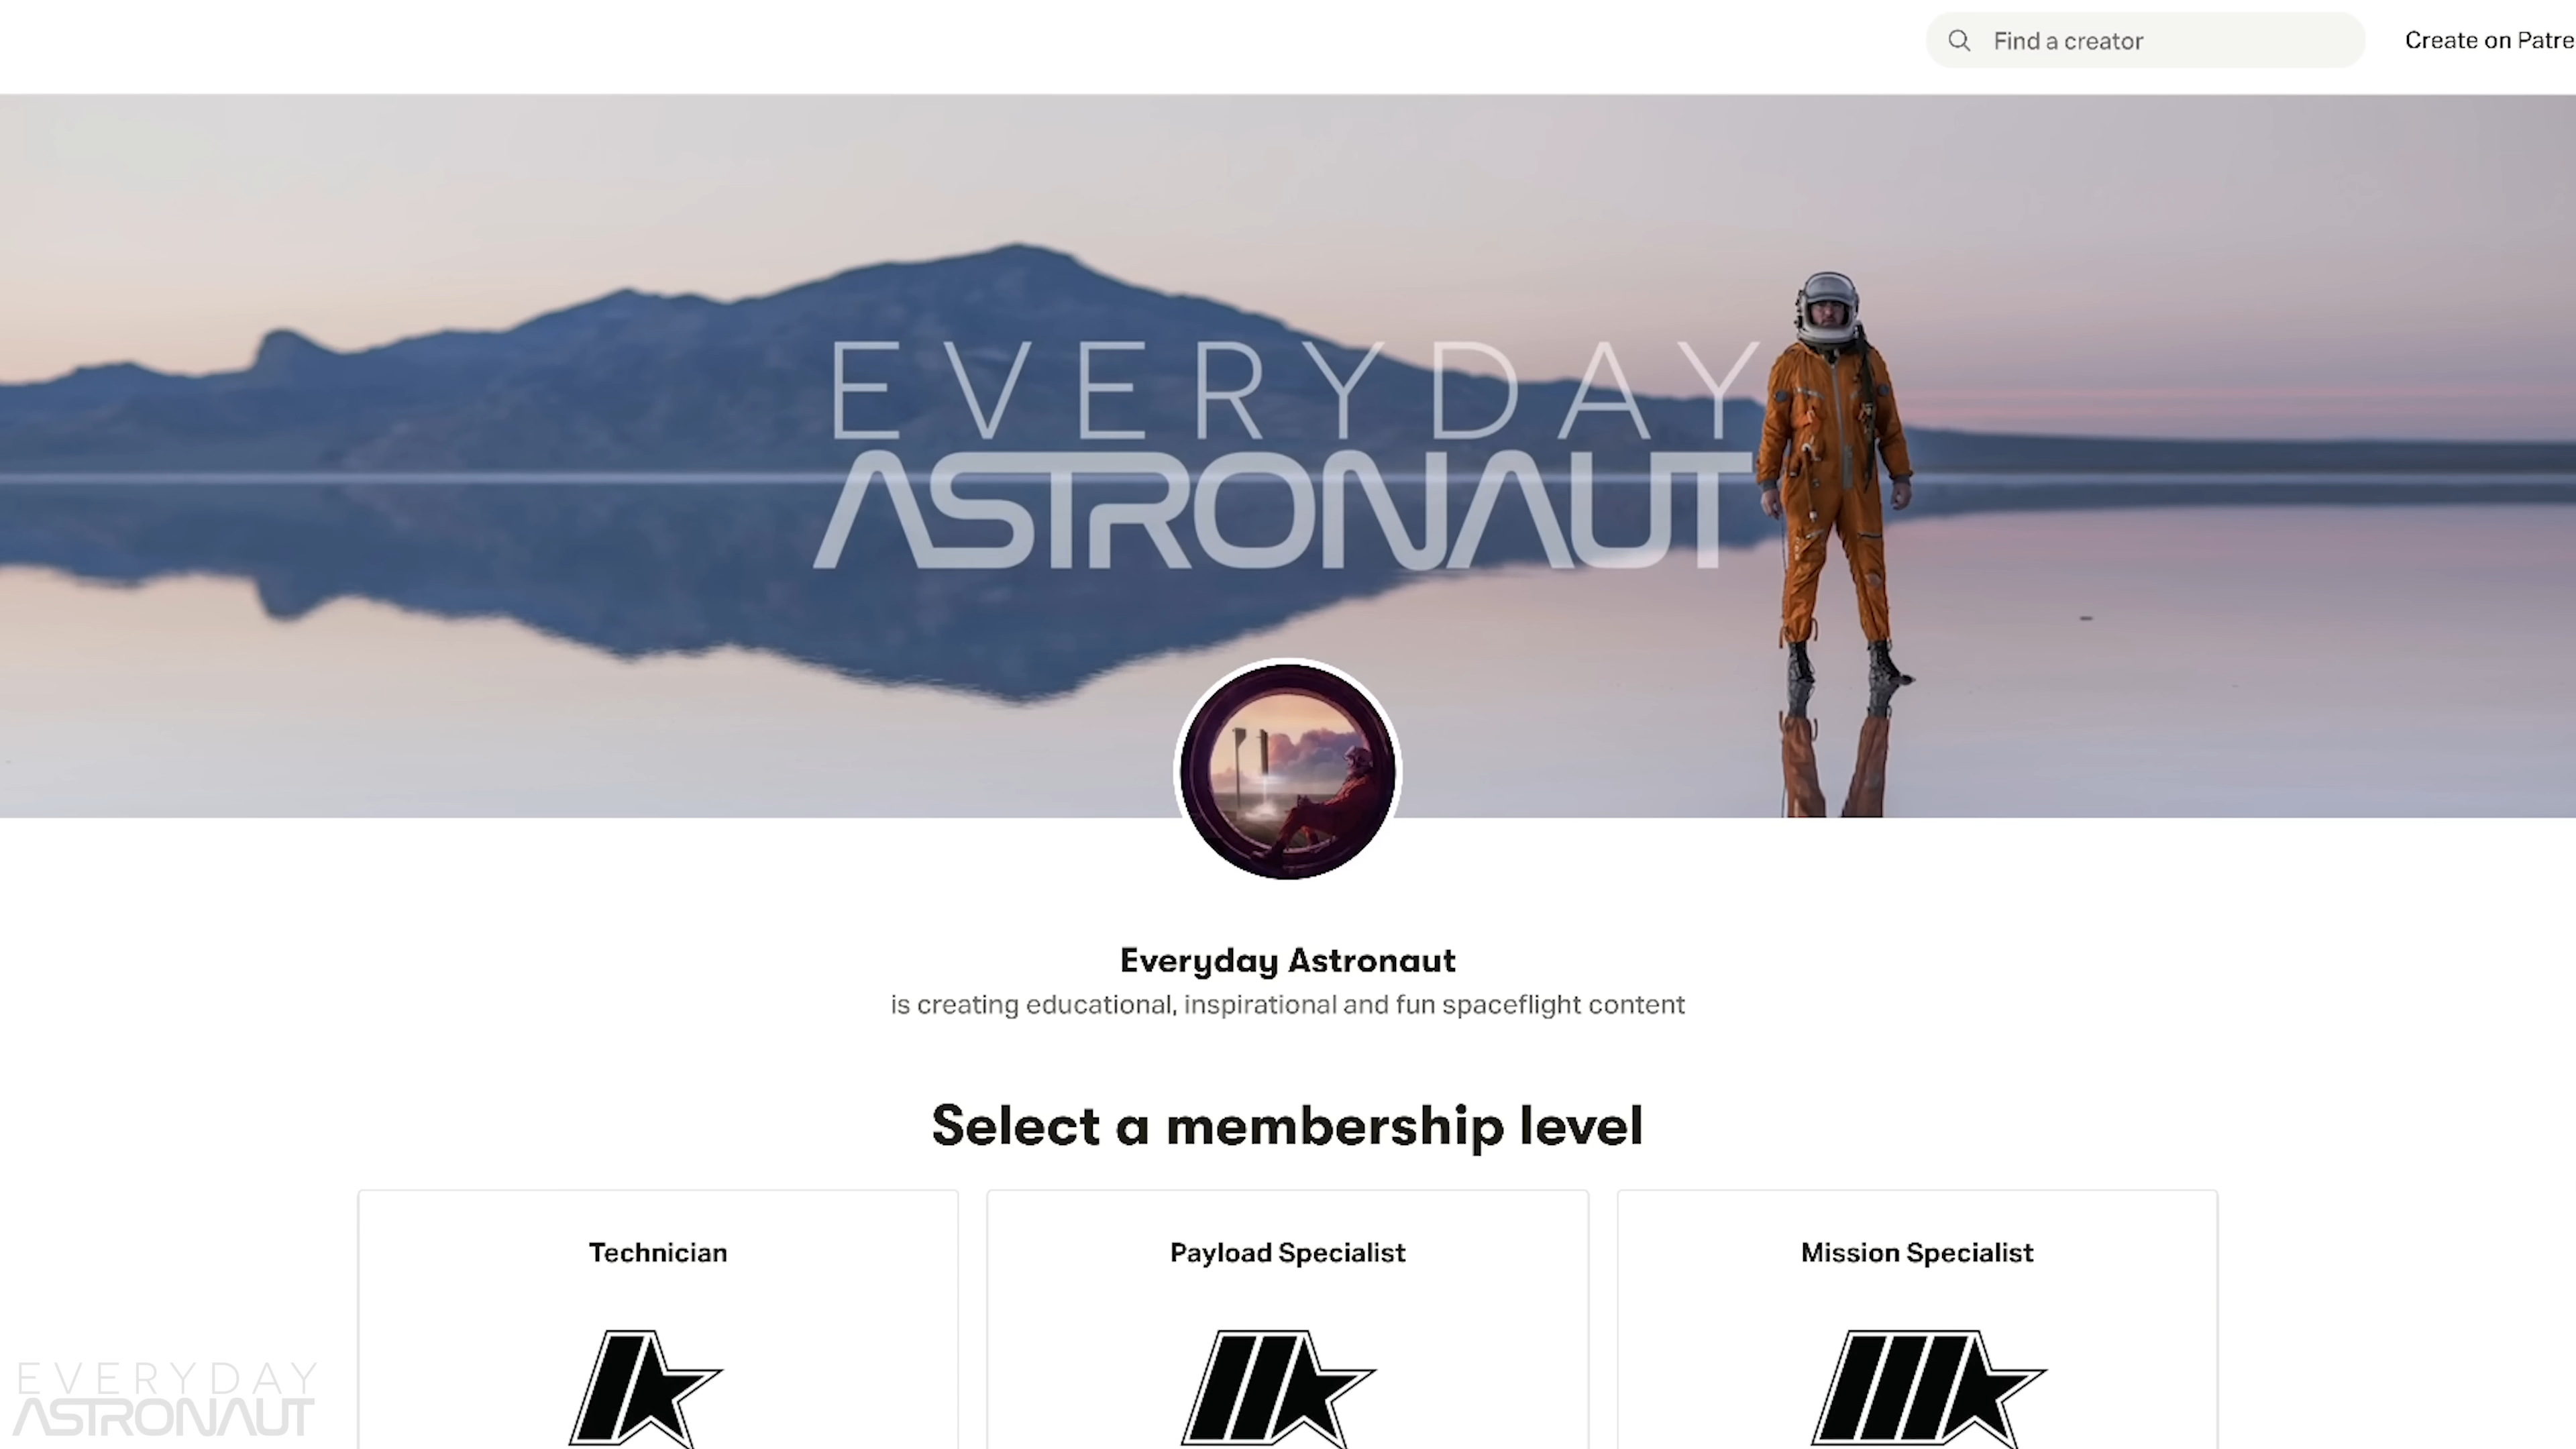 Find a creator
Create on Patre
EVERYDAY
ASTRONAUT
Everyday Astronaut
is creating educational, inspirational and fun spaceflight content
Select a membership level
Technician
Payload Specialist
Mission Specialist
EVERYDAY
ASTRONAUT